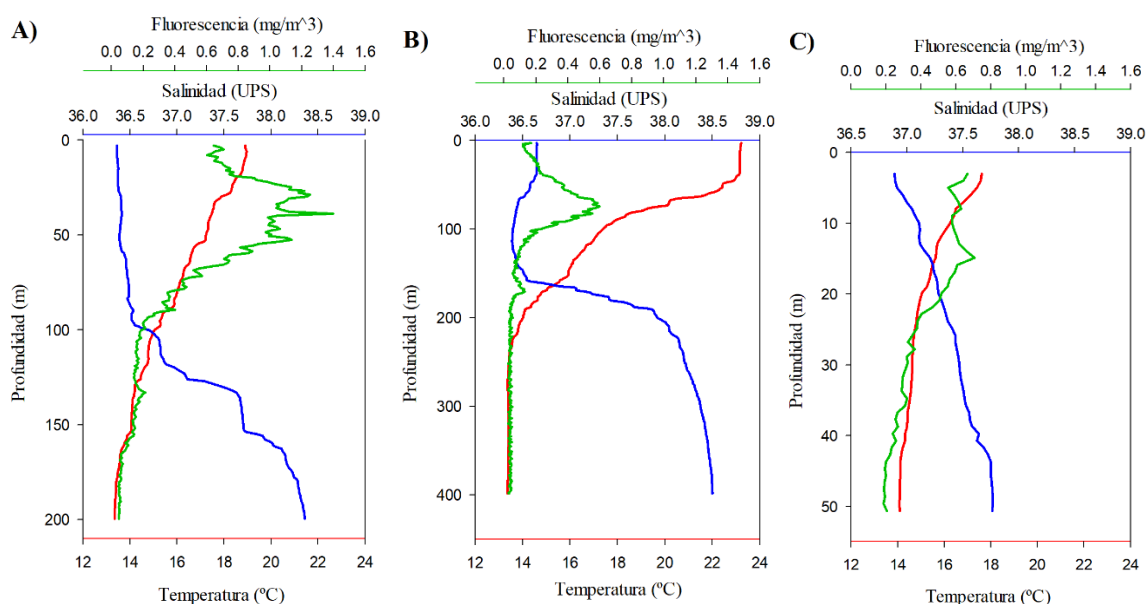 A)
Fluorescencia (mg/m^3)
0.0 0.2 0.4 0.6 0.8 1.0 1.2 1.4 1.6
Salinidad (UPS)
36.0 36.5 37.0 37.5 38.0 38.5 39.0
0
50
100
150
200
Profundidad (m)
12 14 16 18 20 22 24
Temperatura (ºC)
B)
Fluorescencia (mg/m^3)
0.0 0.2 0.4 0.6 0.8 1.0 1.2 1.4 1.6
Salinidad (UPS)
36.0 36.5 37.0 37.5 38.0 38.5 39.0
0
100
200
300
400
Profundidad (m)
12 14 16 18 20 22 24
Temperatura (ºC)
C)
Fluorescencia (mg/m^3)
0.0 0.2 0.4 0.6 0.8 1.0 1.2 1.4 1.6
Salinidad (UPS)
36.5 37.0 37.5 38.0 38.5 39.0
0
10
20
30
40
50
Profundidad (m)
12 14 16 18 20 22 24
Temperatura (ºC)